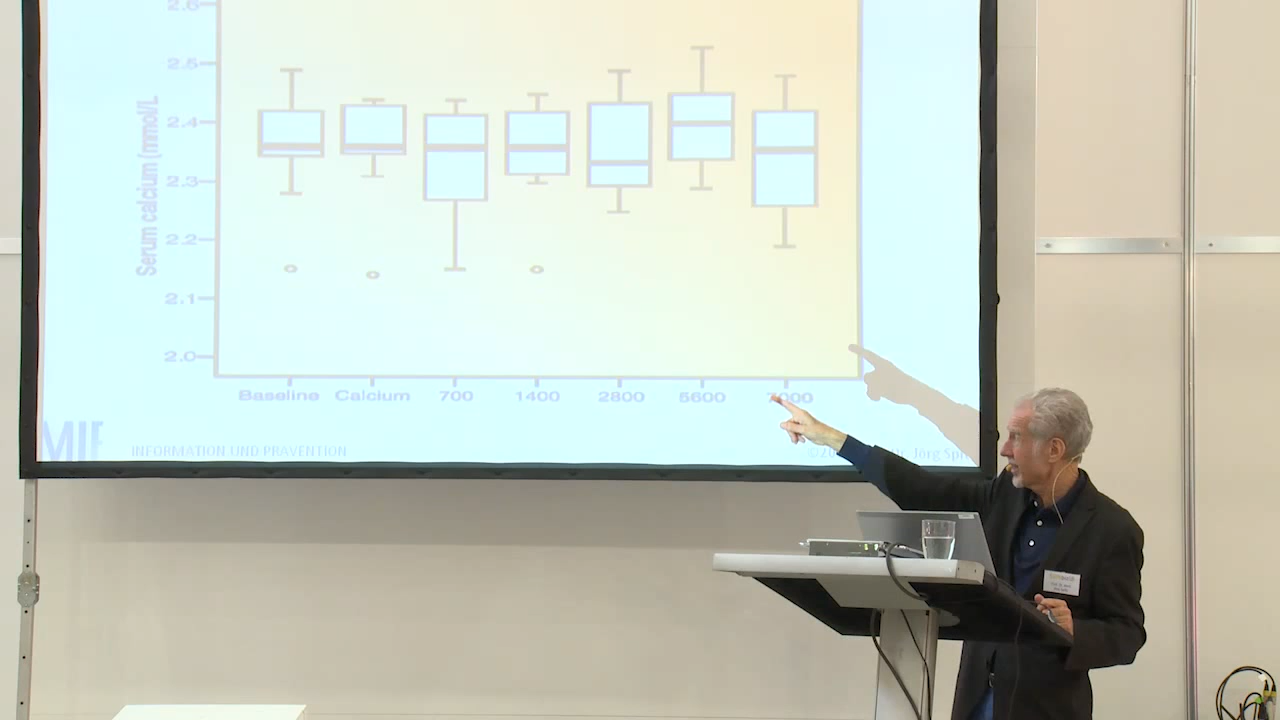 2.6
2.5
2.4
2.3
2.2
2.1
2.0
Serum calcium (mmol/L
Baseline Calcium 700 1400 2800 5600 7000
INFORMATION UND PRÄVENTION
Jörg